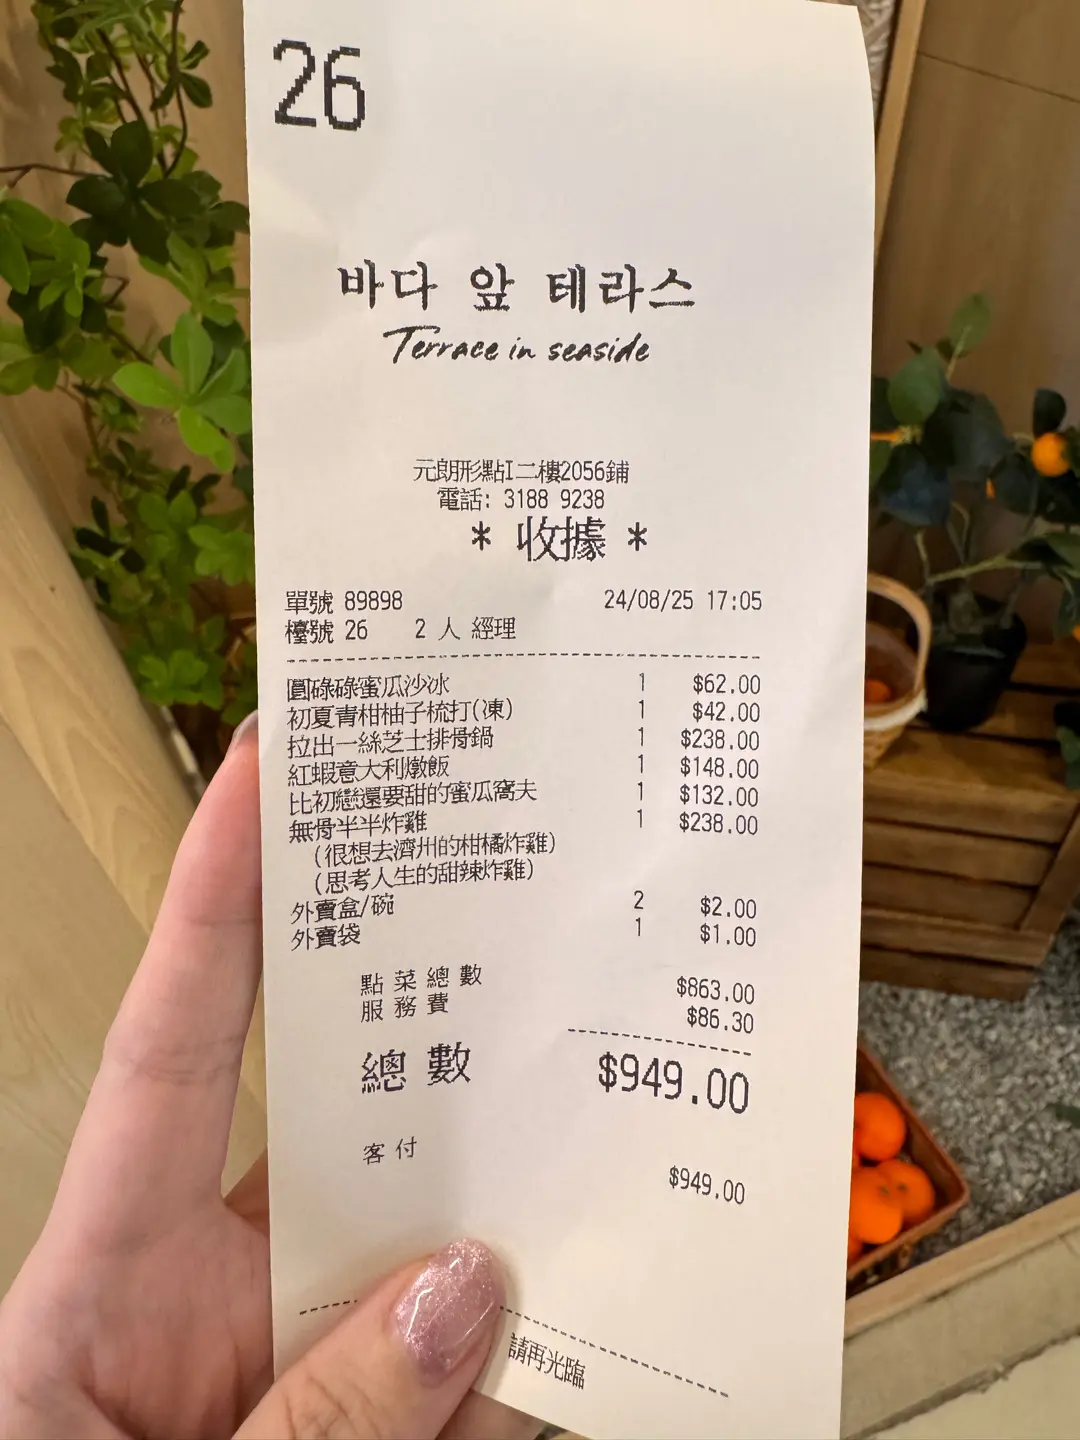 26
바다 앞 테라스
Terrace in seaside
元朗形點I二樓2056鋪
電話: 3188 9238
* 收據 *
單號 89898 24/08/25 17:05
檯號 26 2 人 經理
圓碌碌蜜瓜沙冰 1 $62.00
初夏青柑柚子梳打(凍) 1 $42.00
拉出一絲芝士排骨鍋 1 $238.00
紅蝦意大利燉飯 1 $148.00
比初戀還要甜的蜜瓜窩夫 1 $132.00
無骨半半炸雞 1 $238.00
(很想去濟州的柑橘炸雞)
(思考人生的甜辣炸雞)
外賣盒/碗 2 $2.00
外賣袋 1 $1.00
點菜總數 $863.00
服務費 $86.30
總數 $949.00
客付 $949.00
請再光臨